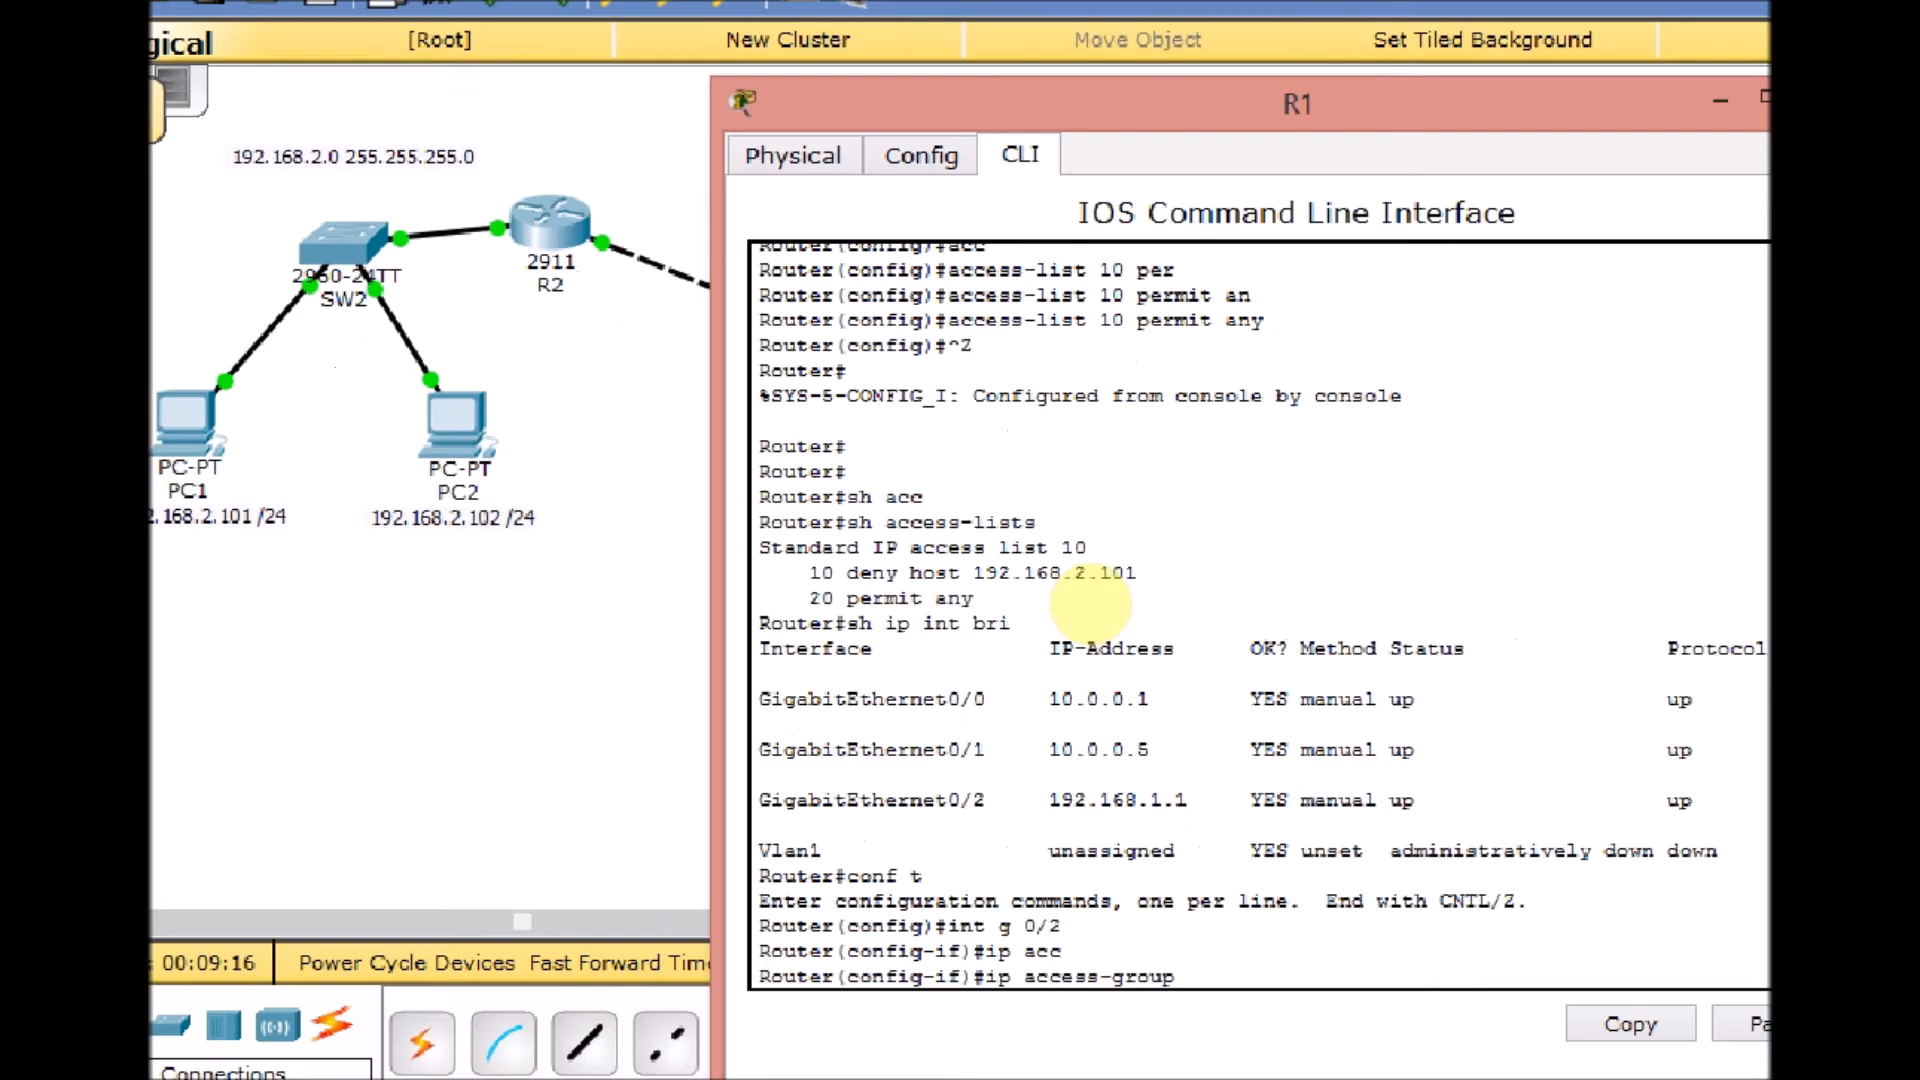 gical
[Root]
New Cluster
Move Object
Set Tiled Background
192.168.2.0 255.255.255.0
2911
R2
SW2
PC-PT
PC1
.168.2.101 /24
PC-PT
PC2
192.168.2.102 /24
R1
Physical
Config
CLI
IOS Command Line Interface
Router(config)#acc
Router(config)#access-list 10 per
Router(config)#access-list 10 permit an
Router(config)#access-list 10 permit any
Router(config)#^Z
Router#
%SYS-5-CONFIG_I: Configured from console by console
Router#
Router#
Router#sh acc
Router#sh access-lists
Standard IP access list 10
10 deny host 192.168.2.101
20 permit any
Router#sh ip int bri
Interface IP-Address OK? Method Status Protocol
GigabitEthernet0/0 10.0.0.1 YES manual up up
GigabitEthernet0/1 10.0.0.5 YES manual up up
GigabitEthernet0/2 192.168.1.1 YES manual up up
Vlan1 unassigned YES unset administratively down down
Router#conf t
Enter configuration commands, one per line. End with CNTL/Z.
Router(config)#int g 0/2
Router(config-if)#ip acc
Router(config-if)#ip access-group
: 00:09:16
Power Cycle Devices Fast Forward Tim
Copy
Pa
Connections